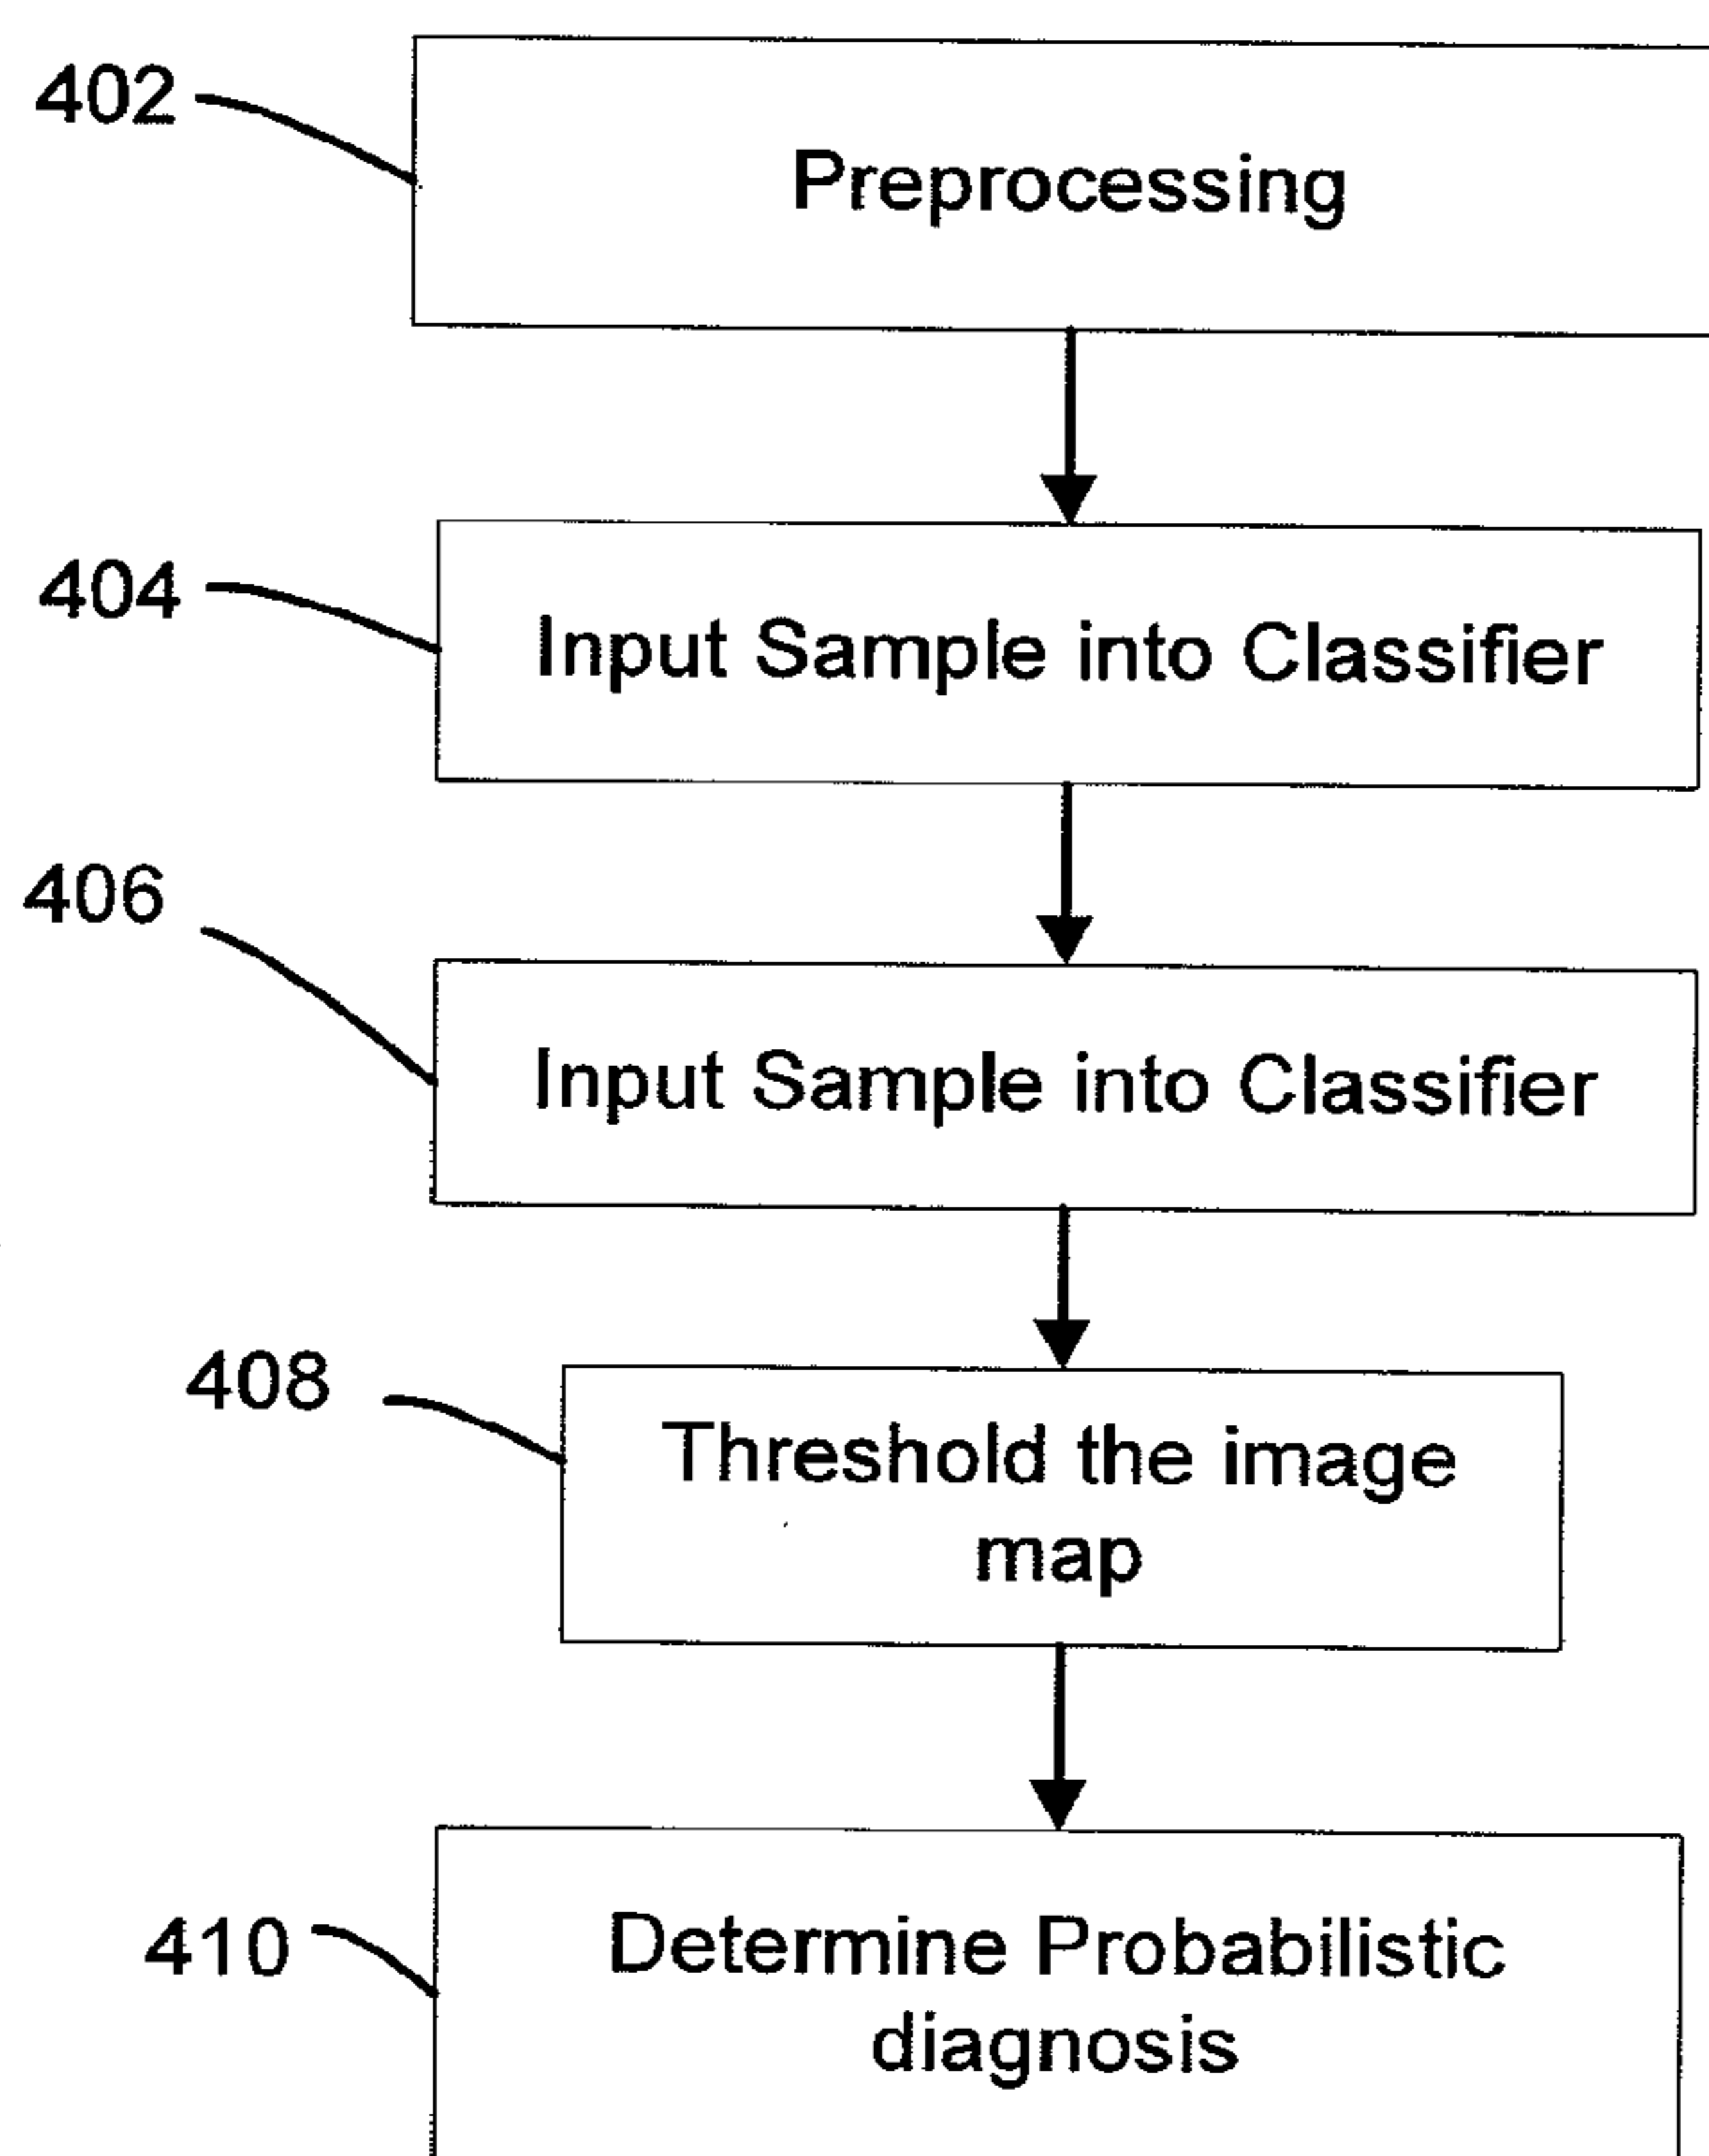 402
Preprocessing
404
Input Sample into Classifier
406
Input Sample into Classifier
408
Threshold the image
map
410
Determine Probabilistic
diagnosis